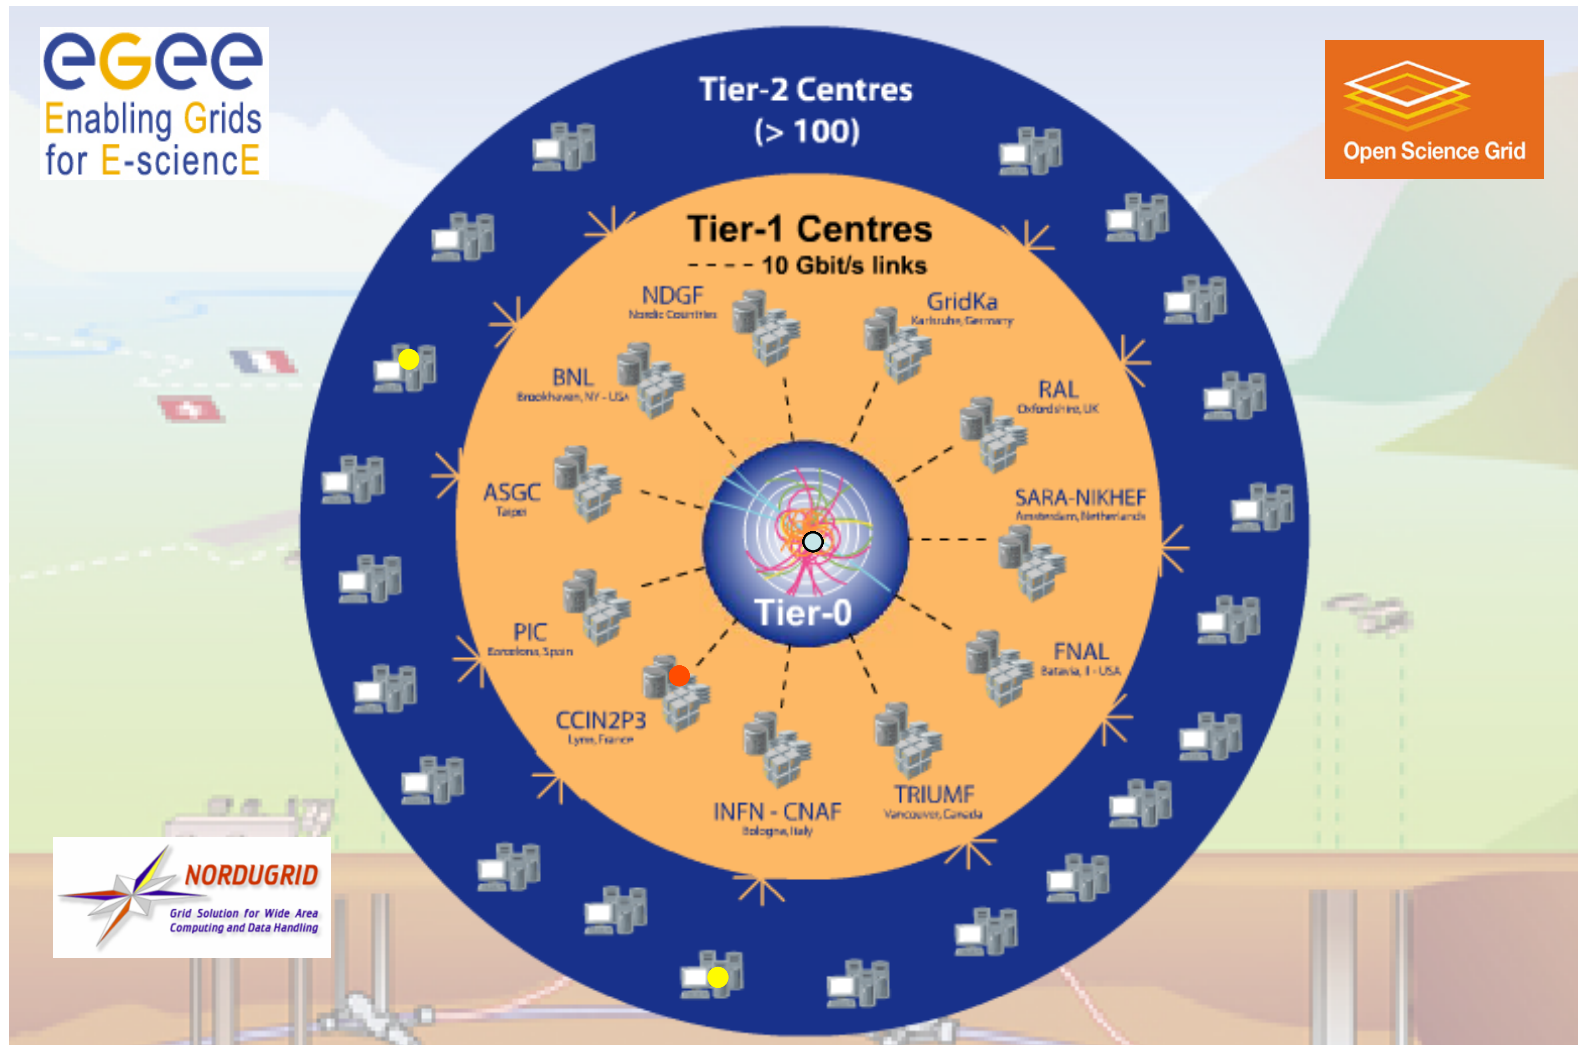 eGee
Enabling Grids
for E-sciencE
Tier-2 Centres
(> 100)
Open Science Grid
Tier-1 Centres
---- 10 Gbit/s links
NDGF
Nordic Countries
GridKa
Karlsruhe, Germany
BNL
Brookhaven, NY - USA
RAL
Oxfordshire, UK
ASGC
Taipei
SARA-NIKHEF
Amsterdam, Netherlands
Tier-0
PIC
Barcelona, Spain
FNAL
Batavia, Il - USA
CCIN2P3
Lyon, France
TRIUMF
Vancouver, Canada
INFN - CNAF
Bologna, Italy
NORDUGRID
Grid Solution for Wide Area
Computing and Data Handling